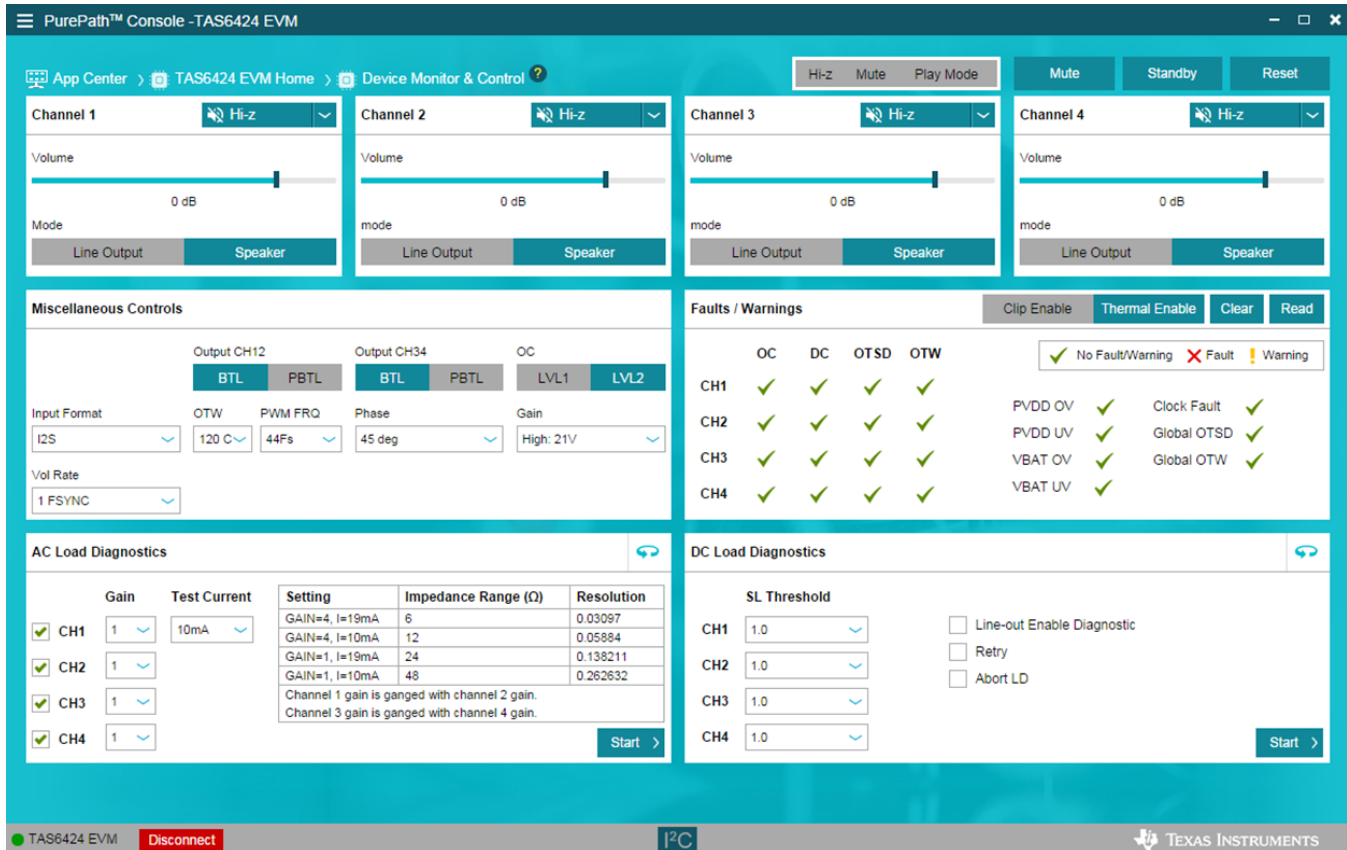 PurePath™ Console -TAS6424 EVM
App Center > TAS6424 EVM Home > Device Monitor & Control ?
Hi-z Mute Play Mode
Mute Standby Reset
Channel 1 Hi-z
Channel 2 Hi-z
Channel 3 Hi-z
Channel 4 Hi-z
Volume Volume Volume Volume
0 dB 0 dB 0 dB 0 dB
Mode mode mode mode
Line Output Speaker Line Output Speaker Line Output Speaker Line Output Speaker
Miscellaneous Controls
Output CH12 Output CH34 OC
BTL PBTL BTL PBTL LVL1 LVL2
Input Format OTW PWM FRQ Phase Gain
I2S 120 C 44Fs 45 deg High: 21V
Vol Rate
1 FSYNC
Faults / Warnings Clip Enable Thermal Enable Clear Read
OC DC OTSD OTW
No Fault/Warning Fault Warning
CH1
CH2
CH3
CH4
PVDD OV Clock Fault
PVDD UV Global OTSD
VBAT OV Global OTW
VBAT UV
AC Load Diagnostics
Gain Test Current
CH1 1 10mA
CH2 1
CH3 1
CH4 1
Setting Impedance Range (Ω) Resolution
GAIN=4, I=19mA 6 0.03097
GAIN=4, I=10mA 12 0.05884
GAIN=1, I=19mA 24 0.138211
GAIN=1, I=10mA 48 0.262632
Channel 1 gain is ganged with channel 2 gain.
Channel 3 gain is ganged with channel 4 gain.
Start >
DC Load Diagnostics
SL Threshold
CH1 1.0
CH2 1.0
CH3 1.0
CH4 1.0
Line-out Enable Diagnostic
Retry
Abort LD
Start >
TAS6424 EVM Disconnect I²C TEXAS INSTRUMENTS